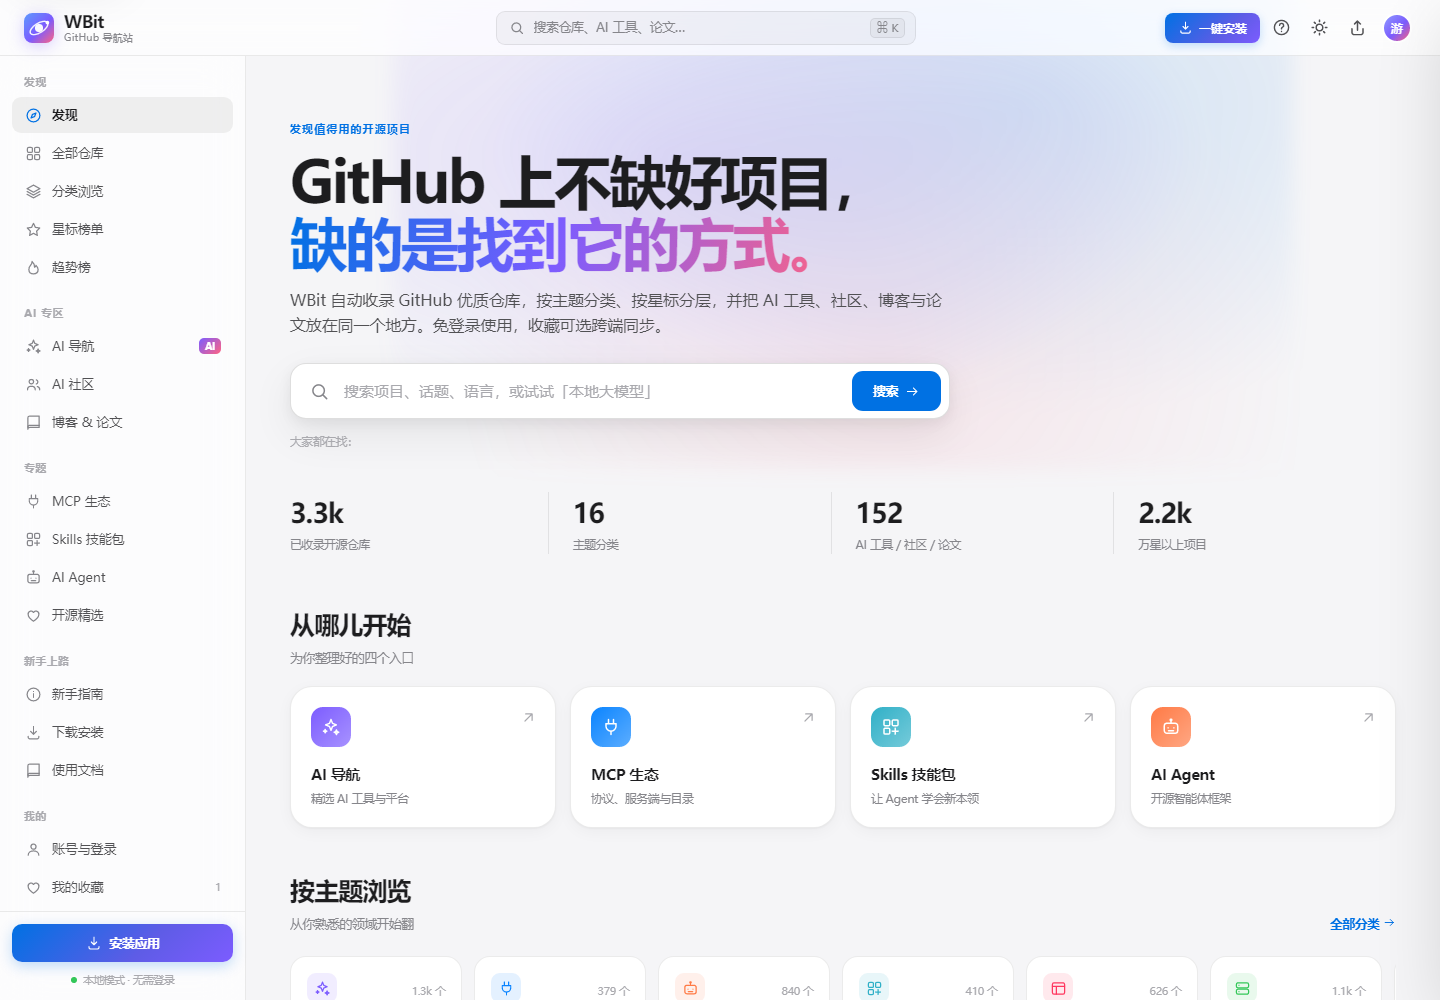 WBit
GitHub 导航站
搜索仓库、AI 工具、论文...
⌘ K
一键安装
游
发现
发现
全部仓库
分类浏览
星标榜单
趋势榜
AI 专区
AI 导航
AI
AI 社区
博客 & 论文
专题
MCP 生态
Skills 技能包
AI Agent
开源精选
新手上路
新手指南
下载安装
使用文档
我的
账号与登录
我的收藏
1
安装应用
本地模式 · 无需登录
发现值得用的开源项目
GitHub 上不缺好项目，
缺的是找到它的方式。
WBit 自动收录 GitHub 优质仓库，按主题分类、按星标分层，并把 AI 工具、社区、博客与论
文放在同一个地方。免登录使用，收藏可选跨端同步。
搜索项目、话题、语言，或试试「本地大模型」
搜索
大家都在找：
3.3k
已收录开源仓库
16
主题分类
152
AI 工具 / 社区 / 论文
2.2k
万星以上项目
从哪儿开始
为你整理好的四个入口
AI 导航
精选 AI 工具与平台
MCP 生态
协议、服务端与目录
Skills 技能包
让 Agent 学会新本领
AI Agent
开源智能体框架
按主题浏览
从你熟悉的领域开始翻
全部分类
1.3k 个
379 个
840 个
410 个
626 个
1.1k 个